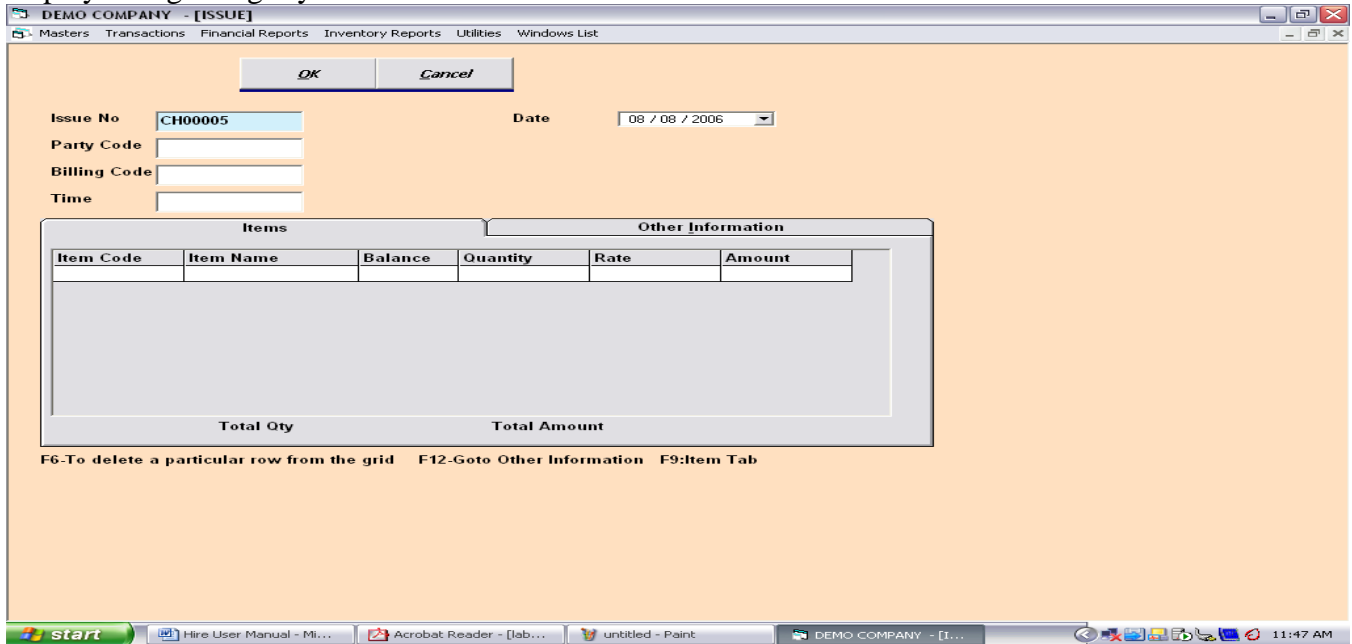 DEMO COMPANY - [ISSUE]
Masters Transactions Financial Reports Inventory Reports Utilities Windows List
OK Cancel
Issue No CH00005 Date 08 / 08 / 2006
Party Code
Billing Code
Time
Items Other Information
Item Code Item Name Balance Quantity Rate Amount
Total Qty Total Amount
F6-To delete a particular row from the grid F12-Goto Other Information F9:Item Tab
start Hire User Manual - Mi... Acrobat Reader - [lab... untitled - Paint DEMO COMPANY - [I... 11:47 AM